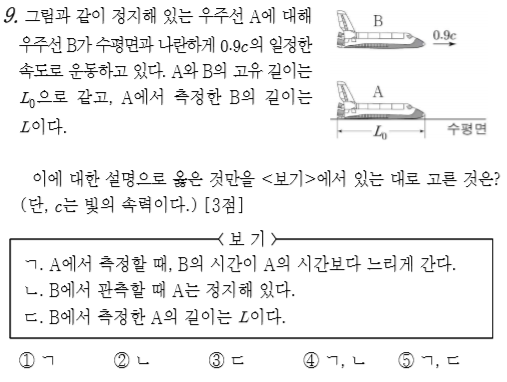 9. 그림과 같이 정지해 있는 우주선 A에 대해
우주선 B가 수평면과 나란하게 0.9c의 일정한
속도로 운동하고 있다. A와 B의 고유 길이는
L₀으로 같고, A에서 측정한 B의 길이는
L이다.
B
0.9c
A
L₀
수평면
이에 대한 설명으로 옳은 것만을 <보기>에서 있는 대로 고른 것은?
(단, c는 빛의 속력이다.) [3점]
<보 기>
ㄱ. A에서 측정할 때, B의 시간이 A의 시간보다 느리게 간다.
ㄴ. B에서 관측할 때 A는 정지해 있다.
ㄷ. B에서 측정한 A의 길이는 L이다.
① ㄱ ② ㄴ ③ ㄷ ④ ㄱ, ㄴ ⑤ ㄱ, ㄷ